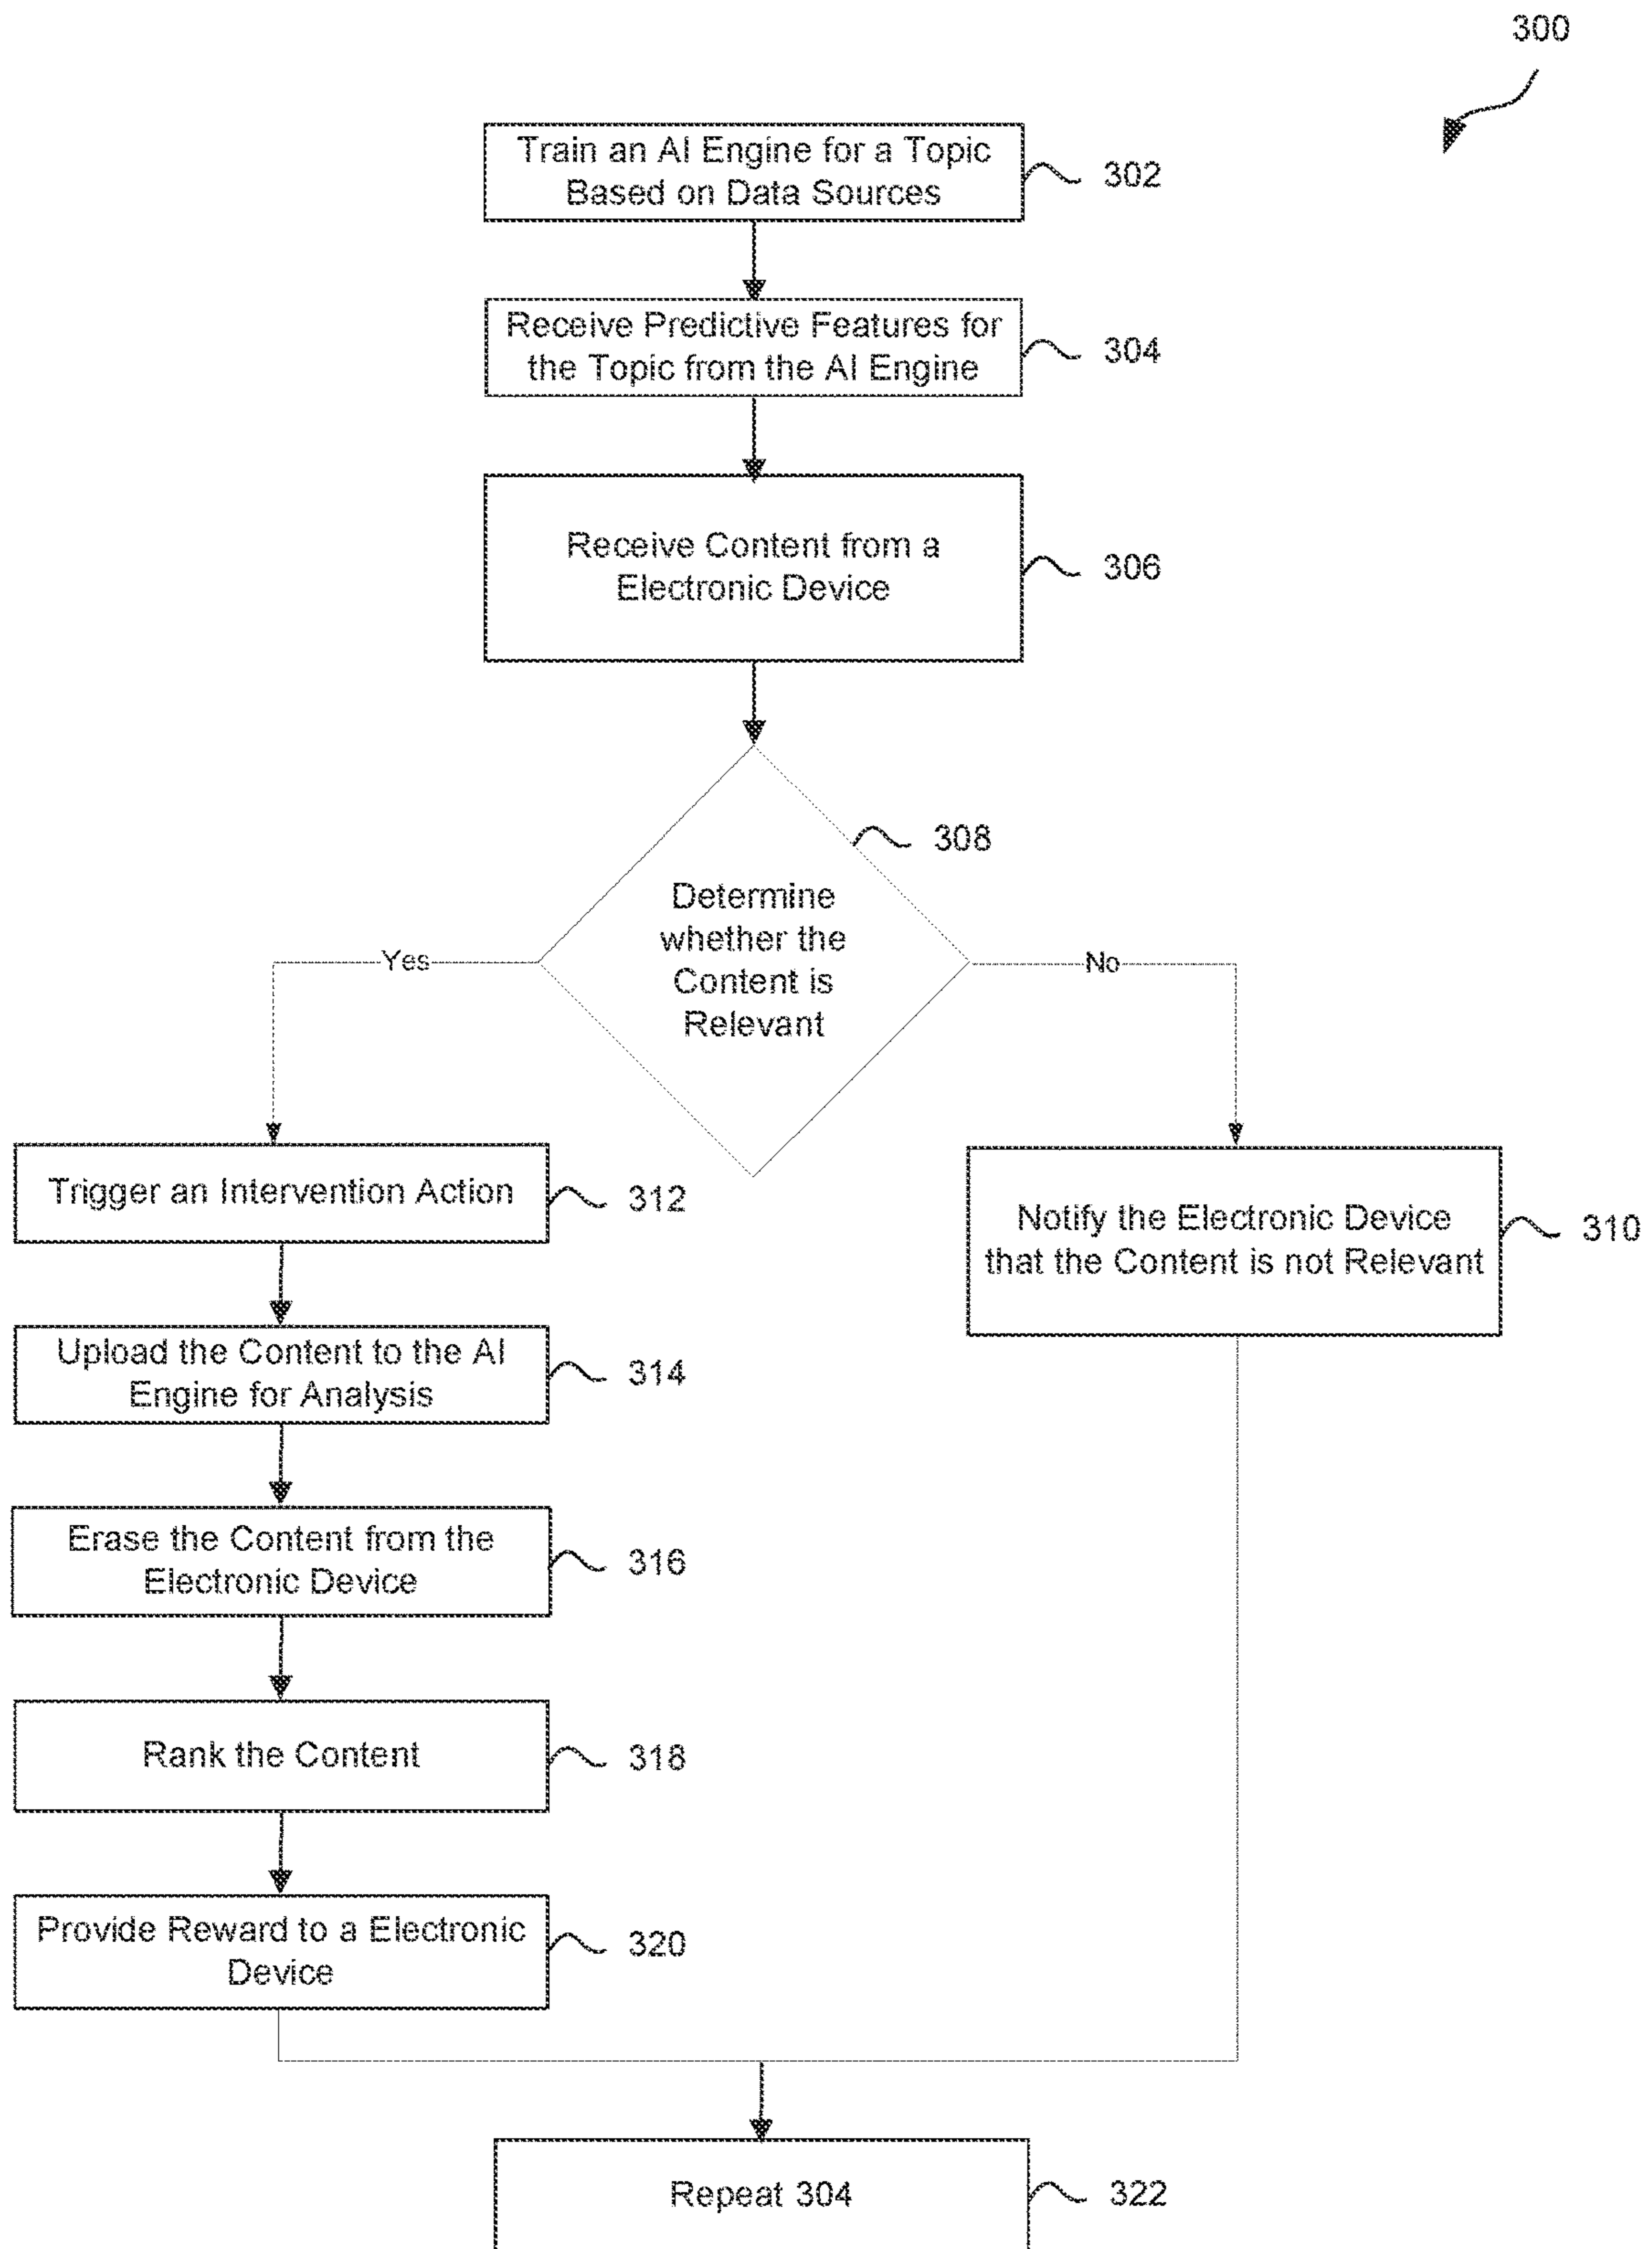 300
Train an AI Engine for a Topic
Based on Data Sources
302
Receive Predictive Features for
the Topic from the AI Engine
304
Receive Content from a
Electronic Device
306
308
Determine
whether the
Content is
Relevant
Yes
No
Trigger an Intervention Action
312
Notify the Electronic Device
that the Content is not Relevant
310
Upload the Content to the AI
Engine for Analysis
314
Erase the Content from the
Electronic Device
316
Rank the Content
318
Provide Reward to a Electronic
Device
320
Repeat 304
322